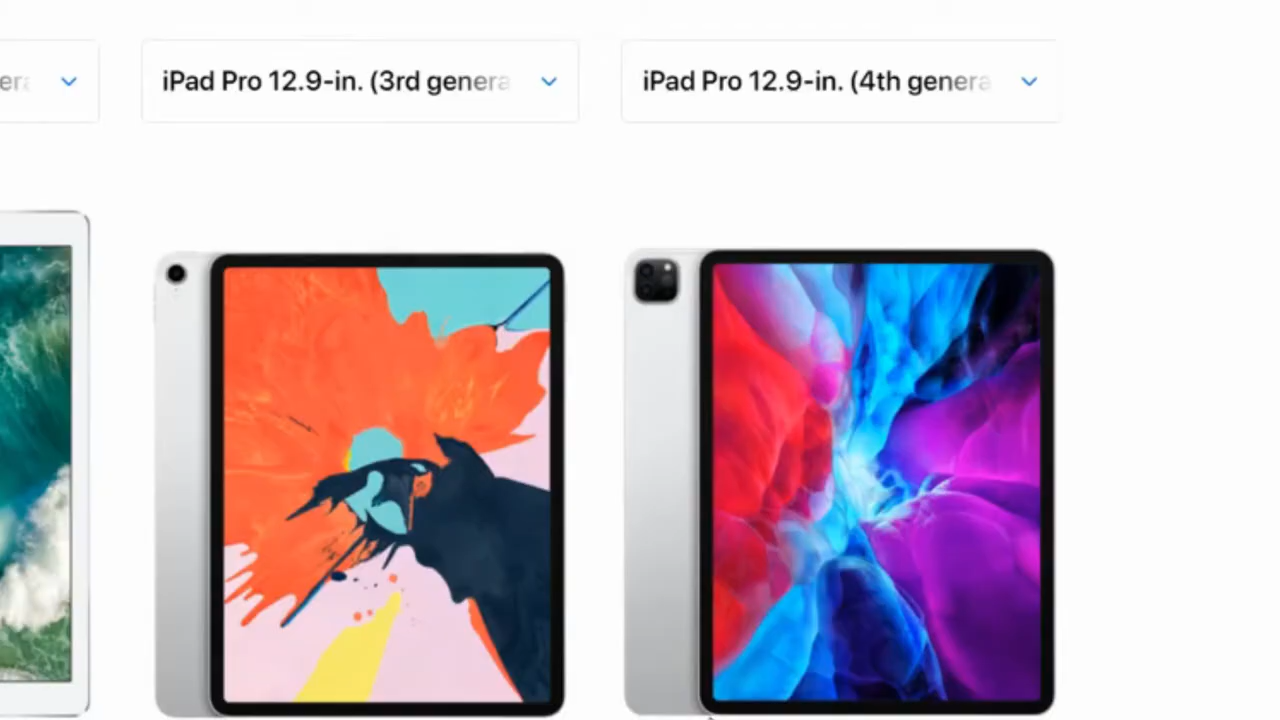 iPad Pro 12.9-in. (3rd genera
iPad Pro 12.9-in. (4th genera